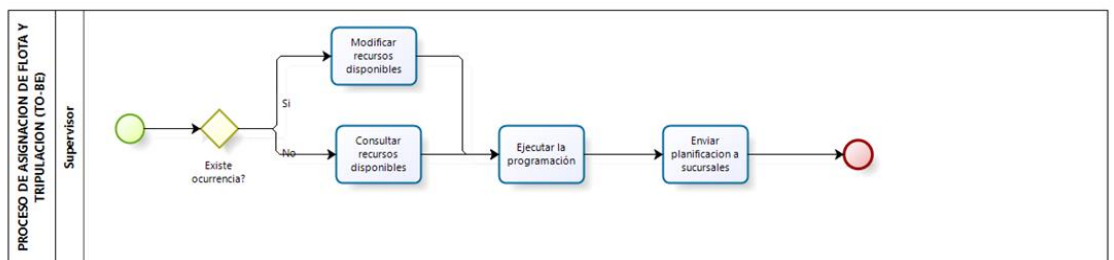 PROCESO DE ASIGNACION DE FLOTA Y
TRIPULACION (TO-BE)
Supervisor
Existe
ocurrencia?
Si
No
Modificar
recursos
disponibles
Consultar
recursos
disponibles
Ejecutar la
programación
Enviar
planificacion a
sucursales